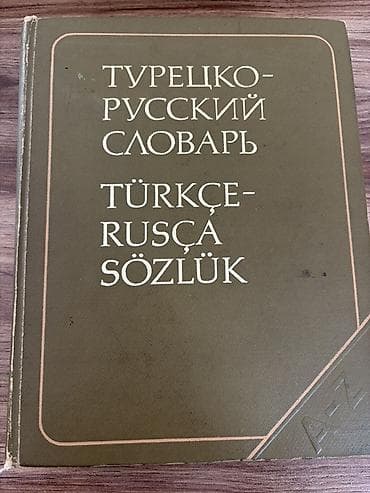 ТУРЕЦКО-
РУССКИЙ
СЛОВАРЬ
TÜRKÇE-
RUSÇA
SÖZLÜK
A-Z